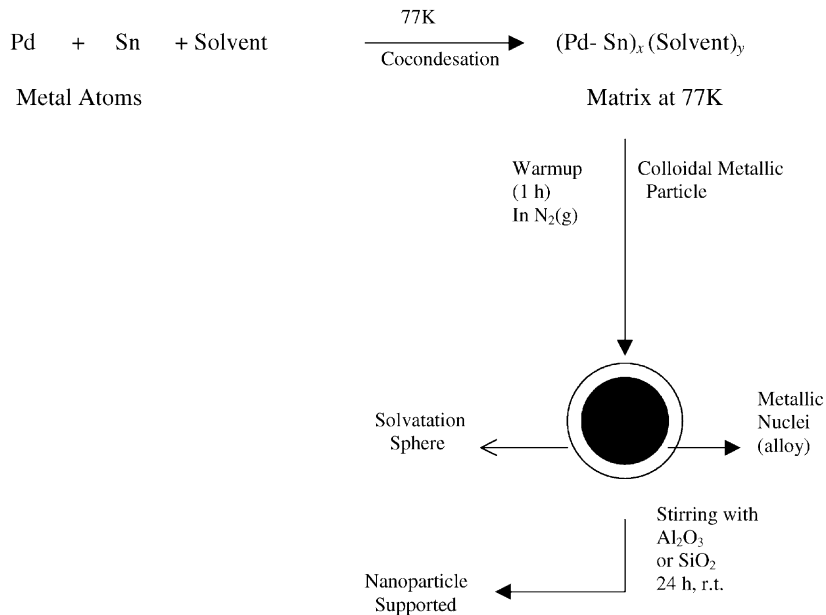 77K
Pd + Sn + Solvent
Cocondesation
(Pd- Sn)x (Solvent)y
Metal Atoms
Matrix at 77K
Warmup
(1 h)
In N2(g)
Colloidal Metallic
Particle
Solvatation
Sphere
Metallic
Nuclei
(alloy)
Stirring with
Al2O3
or SiO2
24 h, r.t.
Nanoparticle
Supported